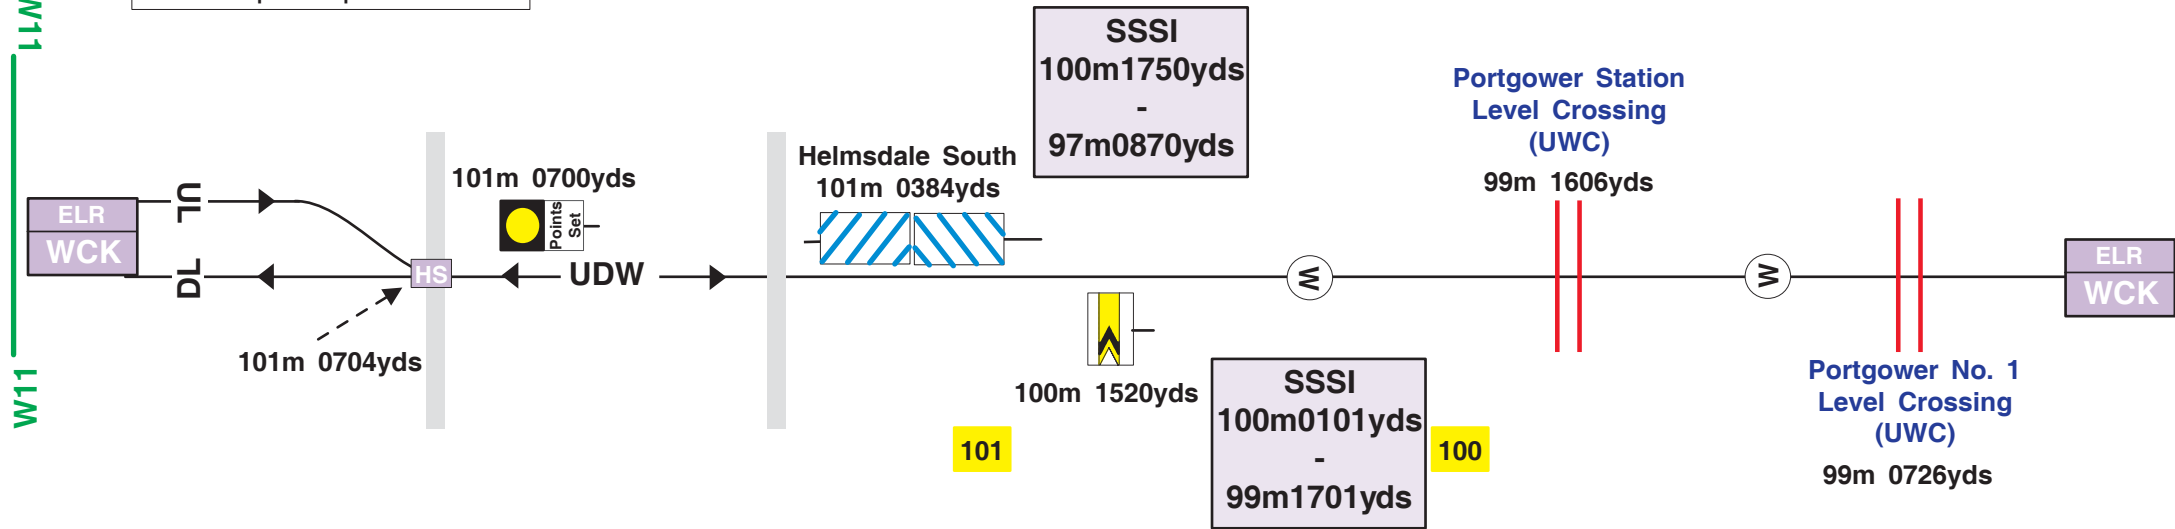 W11
W11
ELR
WCK
UL
DL
HS
101m 0704yds
101m 0700yds
Points
Set
UDW
Helmsdale South
101m 0384yds
SSSI
100m1750yds
-
97m0870yds
100m 1520yds
101
SSSI
100m0101yds
-
99m1701yds
100
W
Portgower Station
Level Crossing
(UWC)
99m 1606yds
W
Portgower No. 1
Level Crossing
(UWC)
99m 0726yds
ELR
WCK